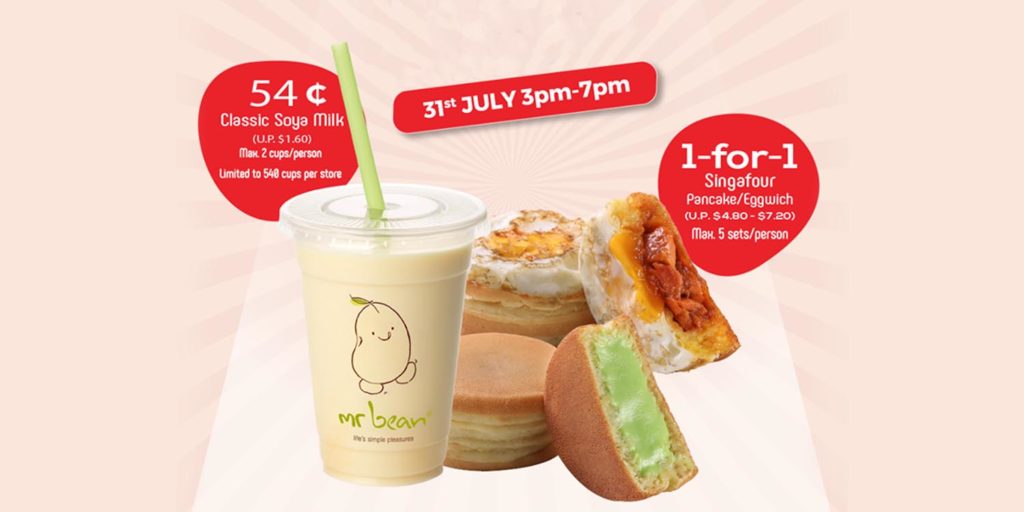 54 ¢
Classic Soya Milk
(U.P. $1.60)
Max. 2 cups/person
Limited to 540 cups per store
31st JULY 3pm-7pm
1-for-1
Singafour
Pancake/Eggwich
(U.P. $4.80 - $7.20)
Max. 5 sets/person
mr bean®
life's simple pleasures